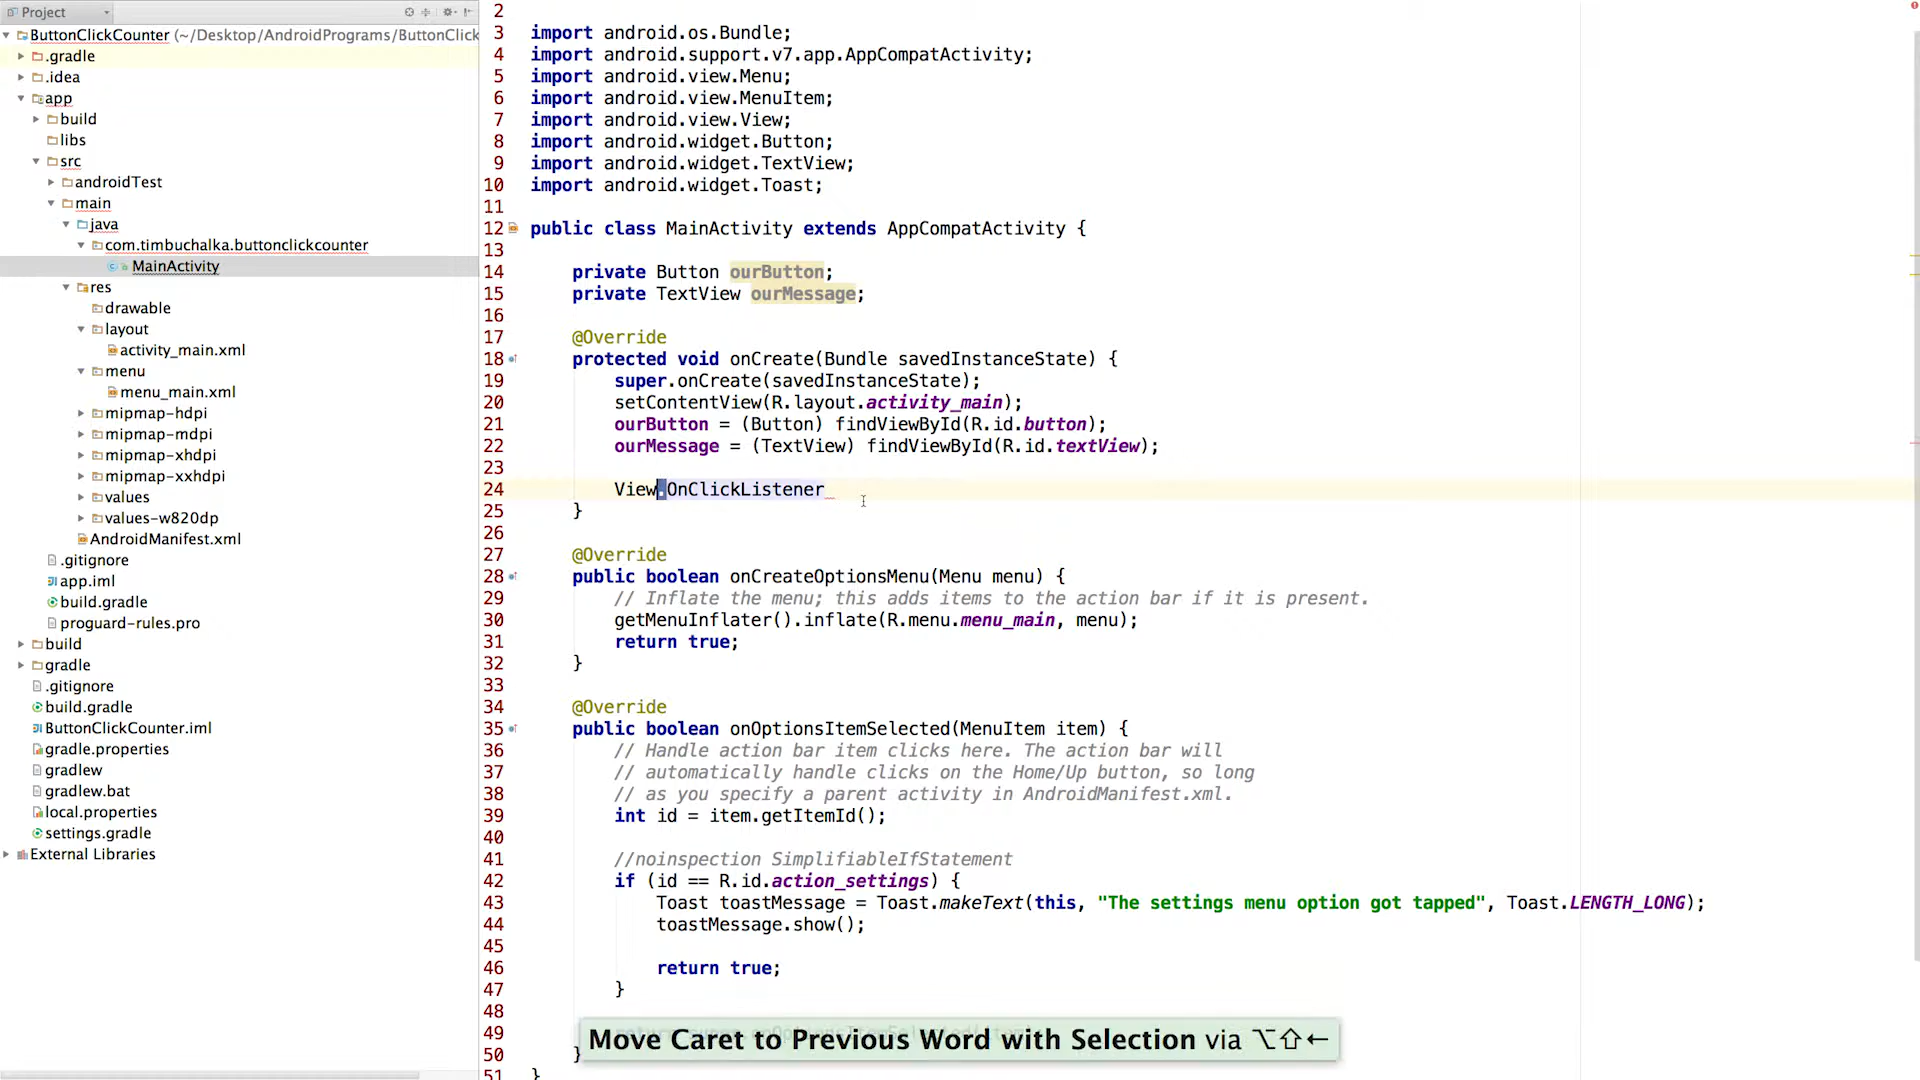 Project
ButtonClickCounter (~/Desktop/AndroidPrograms/ButtonClick
.gradle
.idea
app
build
libs
src
androidTest
main
java
com.timbuchalka.buttonclickcounter
MainActivity
res
drawable
layout
activity_main.xml
menu
menu_main.xml
mipmap-hdpi
mipmap-mdpi
mipmap-xhdpi
mipmap-xxhdpi
values
values-w820dp
AndroidManifest.xml
.gitignore
app.iml
build.gradle
proguard-rules.pro
build
gradle
.gitignore
build.gradle
ButtonClickCounter.iml
gradle.properties
gradlew
gradlew.bat
local.properties
settings.gradle
External Libraries
2
3 import android.os.Bundle;
4 import android.support.v7.app.AppCompatActivity;
5 import android.view.Menu;
6 import android.view.MenuItem;
7 import android.view.View;
8 import android.widget.Button;
9 import android.widget.TextView;
10 import android.widget.Toast;
11
12 public class MainActivity extends AppCompatActivity {
13
14 private Button ourButton;
15 private TextView ourMessage;
16
17 @Override
18 protected void onCreate(Bundle savedInstanceState) {
19 super.onCreate(savedInstanceState);
20 setContentView(R.layout.activity_main);
21 ourButton = (Button) findViewById(R.id.button);
22 ourMessage = (TextView) findViewById(R.id.textView);
23
24 View.OnClickListener
25 }
26
27 @Override
28 public boolean onCreateOptionsMenu(Menu menu) {
29 // Inflate the menu; this adds items to the action bar if it is present.
30 getMenuInflater().inflate(R.menu.menu_main, menu);
31 return true;
32 }
33
34 @Override
35 public boolean onOptionsItemSelected(MenuItem item) {
36 // Handle action bar item clicks here. The action bar will
37 // automatically handle clicks on the Home/Up button, so long
38 // as you specify a parent activity in AndroidManifest.xml.
39 int id = item.getItemId();
40
41 //noinspection SimplifiableIfStatement
42 if (id == R.id.action_settings) {
43 Toast toastMessage = Toast.makeText(this, "The settings menu option got tapped", Toast.LENGTH_LONG);
44 toastMessage.show();
45
46 return true;
47 }
48
49
50 }
51 }
Move Caret to Previous Word with Selection via ⌥⇧←